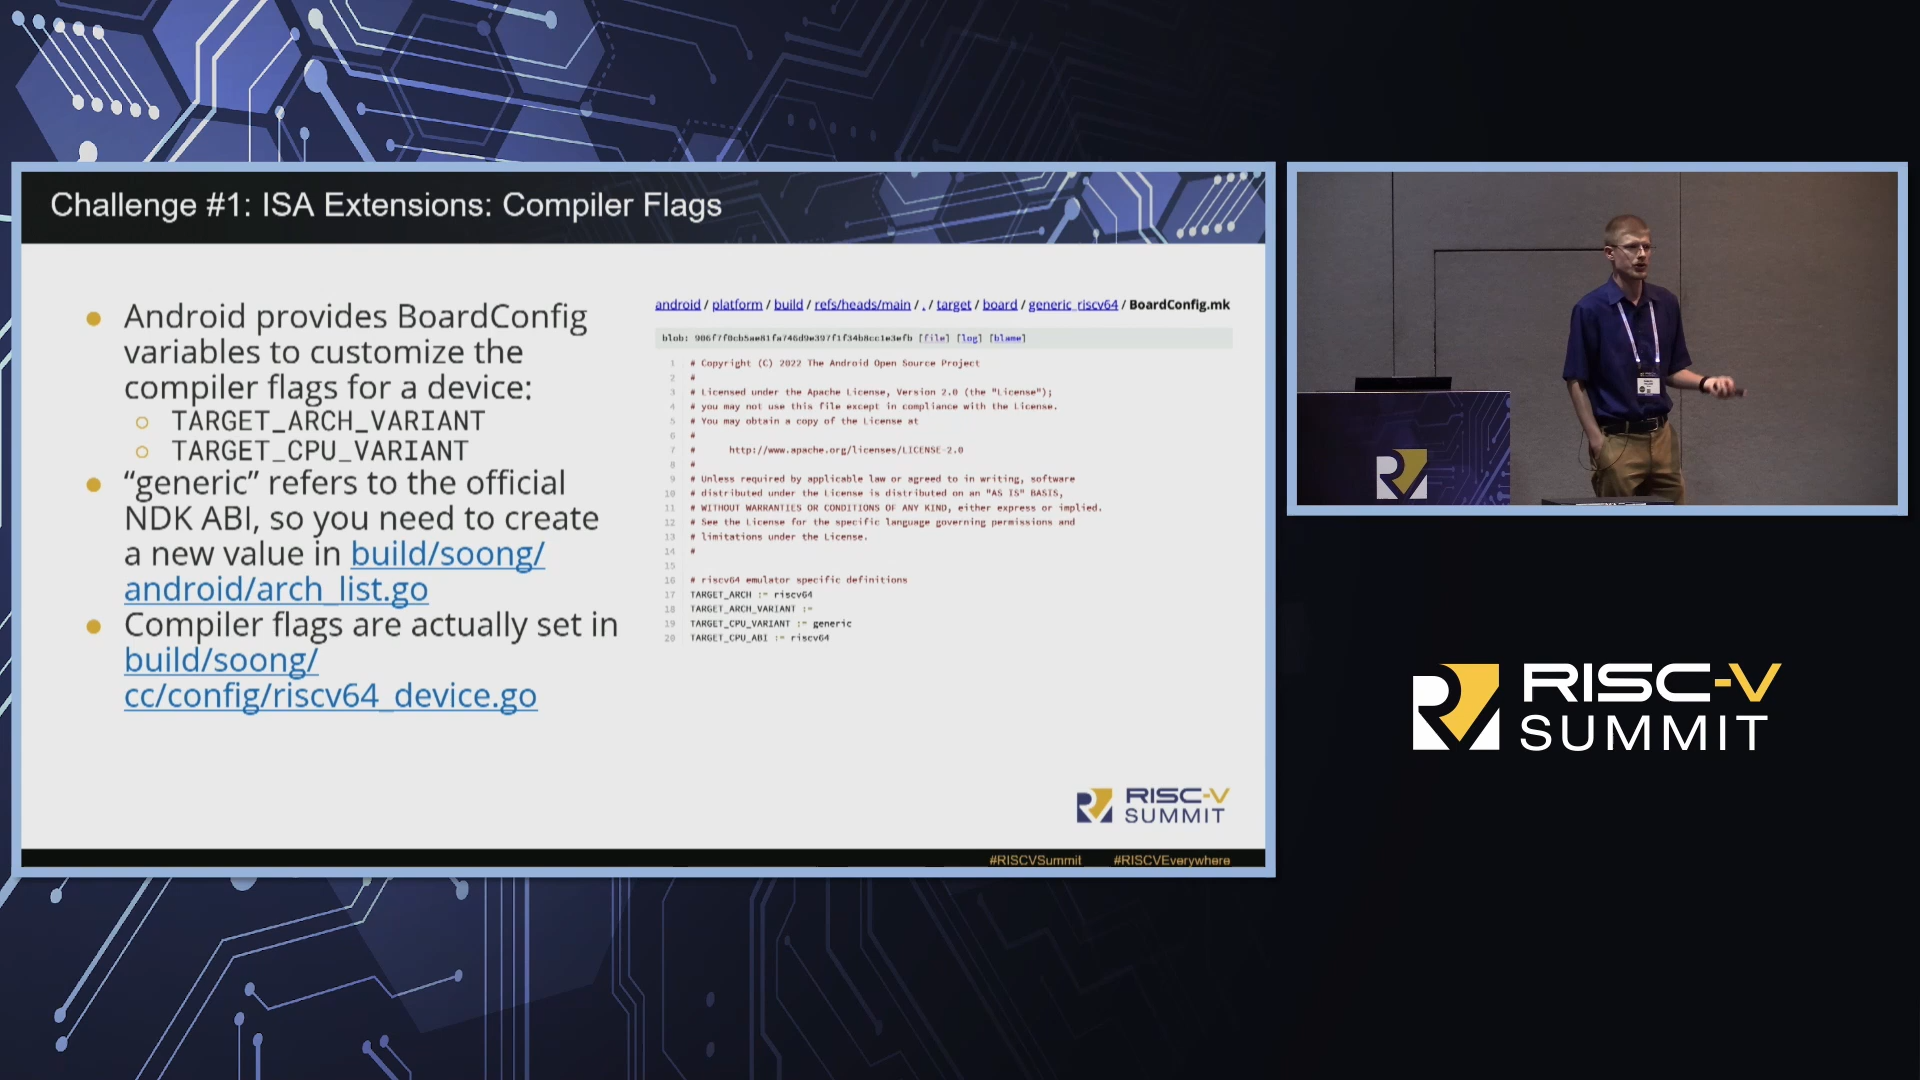 Challenge #1: ISA Extensions: Compiler Flags
● Android provides BoardConfig
variables to customize the
compiler flags for a device:
○ TARGET_ARCH_VARIANT
○ TARGET_CPU_VARIANT
● “generic” refers to the official
NDK ABI, so you need to create
a new value in build/soong/
android/arch_list.go
● Compiler flags are actually set in
build/soong/
cc/config/riscv64_device.go
android / platform / build / refs/heads/main / . / target / board / generic_riscv64 / BoardConfig.mk
blob: [file] [log] [blame]
1 # Copyright (C) 2022 The Android Open Source Project
2 #
3 # Licensed under the Apache License, Version 2.0 (the "License");
4 # you may not use this file except in compliance with the License.
5 # You may obtain a copy of the License at
6 #
7 # http://www.apache.org/licenses/LICENSE-2.0
8 #
9 # Unless required by applicable law or agreed to in writing, software
10 # distributed under the License is distributed on an "AS IS" BASIS,
11 # WITHOUT WARRANTIES OR CONDITIONS OF ANY KIND, either express or implied.
12 # See the License for the specific language governing permissions and
13 # limitations under the License.
14 #
15
16 # riscv64 emulator specific definitions
17 TARGET_ARCH := riscv64
18 TARGET_ARCH_VARIANT :=
19 TARGET_CPU_VARIANT := generic
20 TARGET_CPU_ABI := riscv64
RISC-V
SUMMIT
#RISCVSummit #RISCVEverywhere
RISC-V
SUMMIT